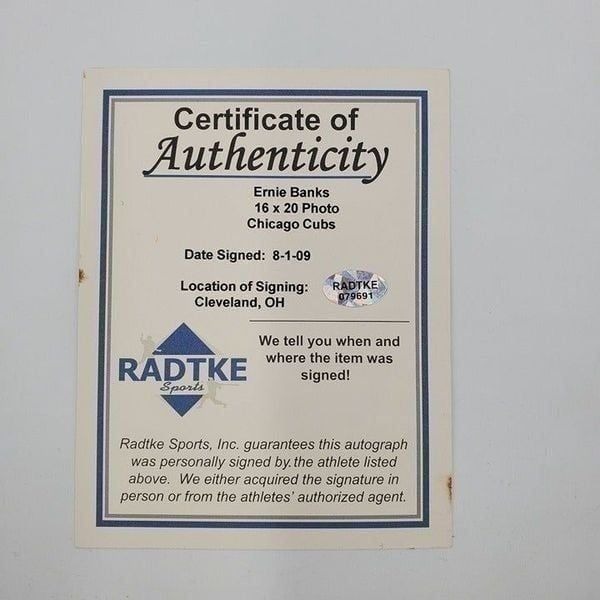 Certificate of
Authenticity
Ernie Banks
16 x 20 Photo
Chicago Cubs
Date Signed: 8-1-09
Location of Signing:
Cleveland, OH
RADTKE
079691
We tell you when and
where the item was
signed!
RADTKE
Sports
Radtke Sports, Inc. guarantees this autograph
was personally signed by the athlete listed
above. We either acquired the signature in
person or from the athletes' authorized agent.